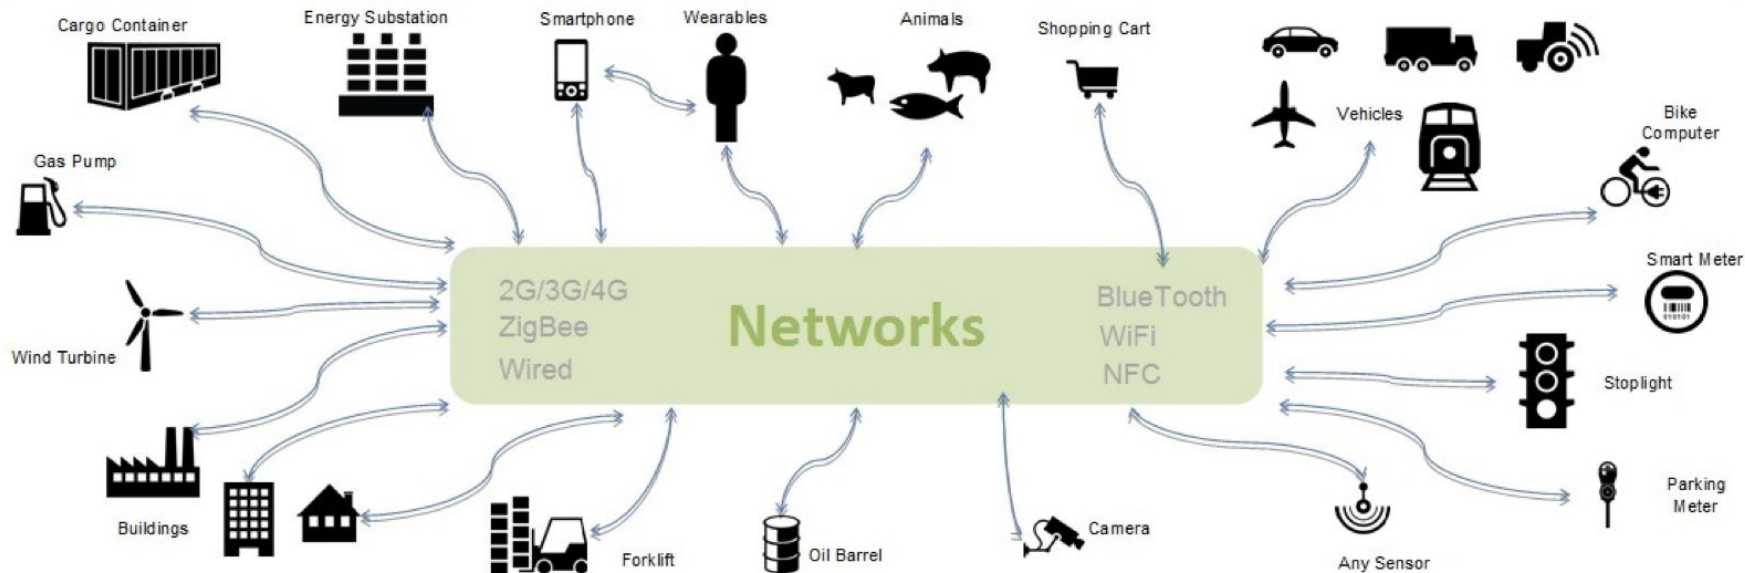 Cargo Container
Energy Substation
Smartphone
Wearables
Animals
Shopping Cart
Vehicles
Bike
Computer
Gas Pump
Smart Meter
010101
Wind Turbine
2G/3G/4G
ZigBee
Wired
Networks
BlueTooth
WiFi
NFC
Stoplight
Buildings
Forklift
Oil Barrel
Camera
Any Sensor
Parking
Meter